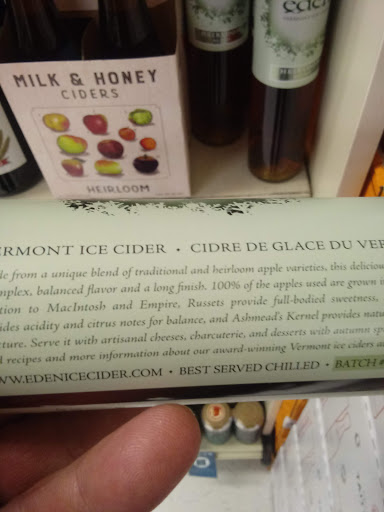 MILK & HONEY
CIDERS
HEIRLOOM
eden
ERMONT ICE CIDER • CIDRE DE GLACE DU VER
de from a unique blend of traditional and heirloom apple varieties, this deliciou
mplex, balanced flavor and a long finish. 100% of the apples used are grown i
tion to MacIntosh and Empire, Russets provide full-bodied sweetness,
ides acidity and citrus notes for balance, and Ashmead's Kernel provides natu
cture. Serve it with artisanal cheeses, charcuterie, and desserts with autumn sp
d recipes and more information about our award-winning Vermont ice ciders a
WWW.EDENICECIDER.COM • BEST SERVED CHILLED • BATCH